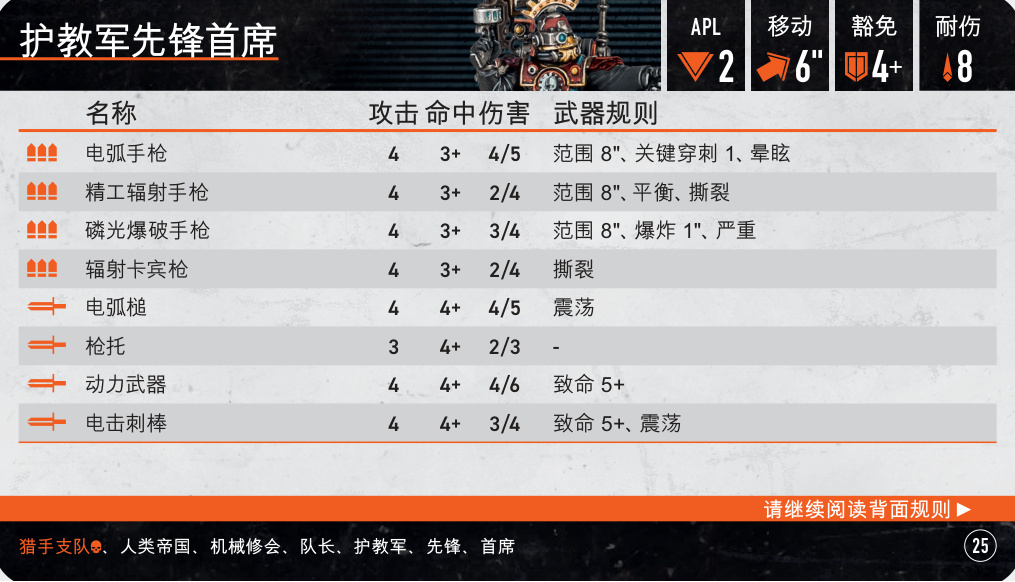 护教军先锋首席
APL 移动 豁免 耐伤
2 6" 4+ 8
名称 攻击 命中 伤害 武器规则
电弧手枪 4 3+ 4/5 范围 8"、关键穿刺 1、晕眩
精工辐射手枪 4 3+ 2/4 范围 8"、平衡、撕裂
磷光爆破手枪 4 3+ 3/4 范围 8"、爆炸 1"、严重
辐射卡宾枪 4 3+ 2/4 撕裂
电弧槌 4 4+ 4/5 震荡
枪托 3 4+ 2/3 -
动力武器 4 4+ 4/6 致命 5+
电击刺棒 4 4+ 3/4 致命 5+、震荡
请继续阅读背面规则 ▶
猎手支队、人类帝国、机械修会、队长、护教军、先锋、首席
25